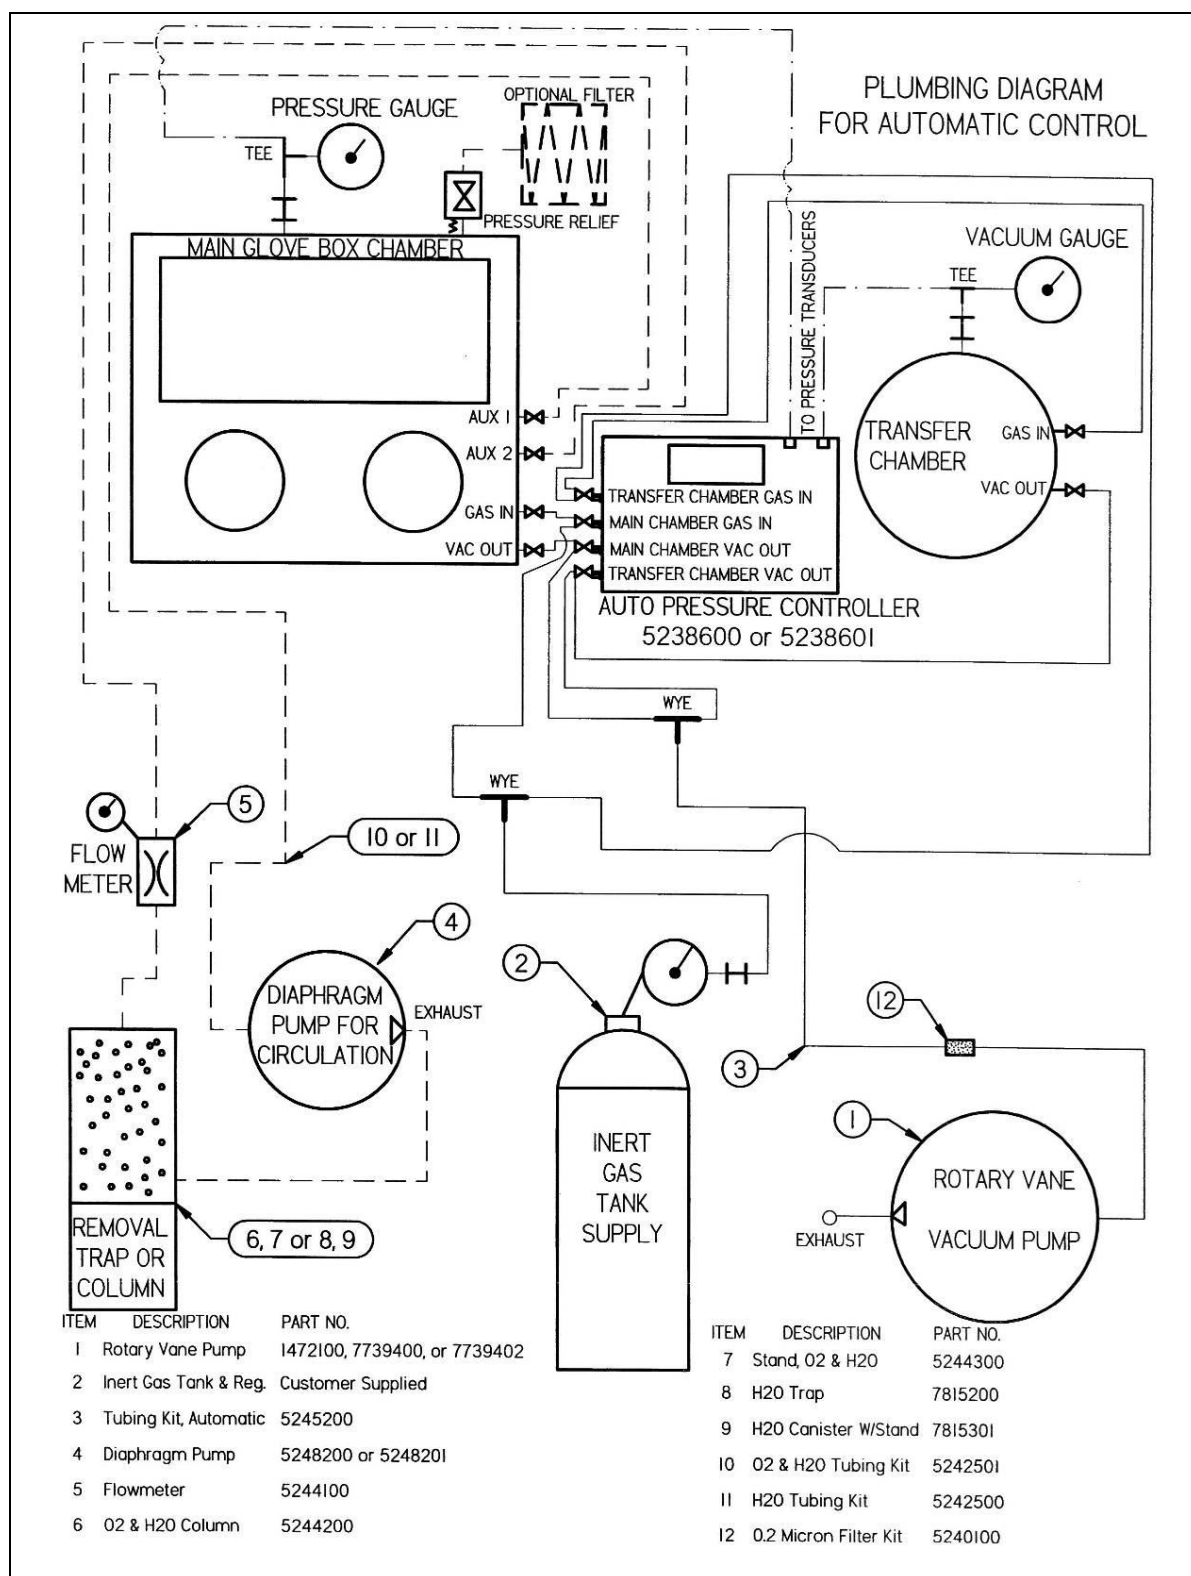 PLUMBING DIAGRAM
FOR AUTOMATIC CONTROL
PRESSURE GAUGE
OPTIONAL FILTER
TEE
PRESSURE RELIEF
MAIN GLOVE BOX CHAMBER
TO PRESSURE TRANSDUCERS
VACUUM GAUGE
TEE
AUX 1
AUX 2
GAS IN
VAC OUT
TRANSFER
CHAMBER
GAS IN
VAC OUT
TRANSFER CHAMBER GAS IN
MAIN CHAMBER GAS IN
MAIN CHAMBER VAC OUT
TRANSFER CHAMBER VAC OUT
AUTO PRESSURE CONTROLLER
5238600 or 5238601
WYE
WYE
5
10 or 11
FLOW
METER
4
2
DIAPHRAGM
PUMP FOR
CIRCULATION
EXHAUST
12
3
1
INERT
GAS
TANK
SUPPLY
ROTARY VANE
VACUUM PUMP
EXHAUST
REMOVAL
TRAP OR
COLUMN
6, 7 or 8, 9
ITEM DESCRIPTION PART NO.
1 Rotary Vane Pump 1472100, 7739400, or 7739402
2 Inert Gas Tank & Reg. Customer Supplied
3 Tubing Kit, Automatic 5245200
4 Diaphragm Pump 5248200 or 5248201
5 Flowmeter 5244100
6 O2 & H2O Column 5244200
ITEM DESCRIPTION PART NO.
7 Stand, O2 & H2O 5244300
8 H2O Trap 7815200
9 H2O Canister W/Stand 7815301
10 O2 & H2O Tubing Kit 5242501
11 H2O Tubing Kit 5242500
12 0.2 Micron Filter Kit 5240100